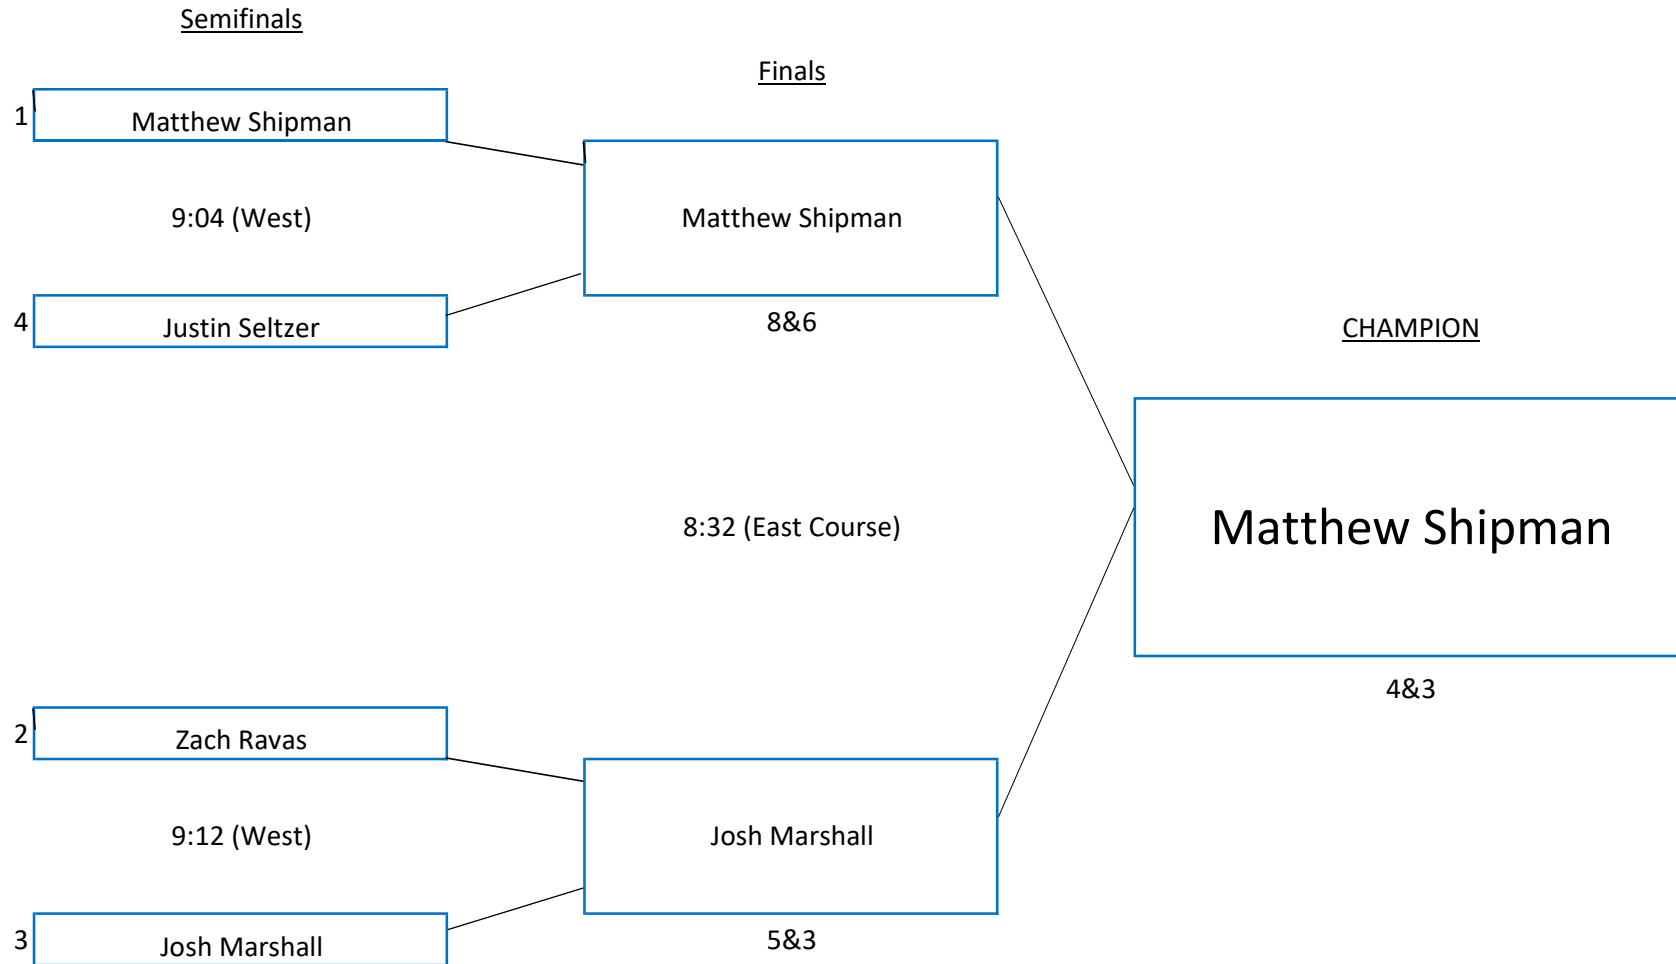 Semifinals
Finals
1
Matthew Shipman
9:04 (West)
Matthew Shipman
4
Justin Seltzer
8&6
CHAMPION
8:32 (East Course)
Matthew Shipman
4&3
2
Zach Ravas
9:12 (West)
Josh Marshall
3
Josh Marshall
5&3